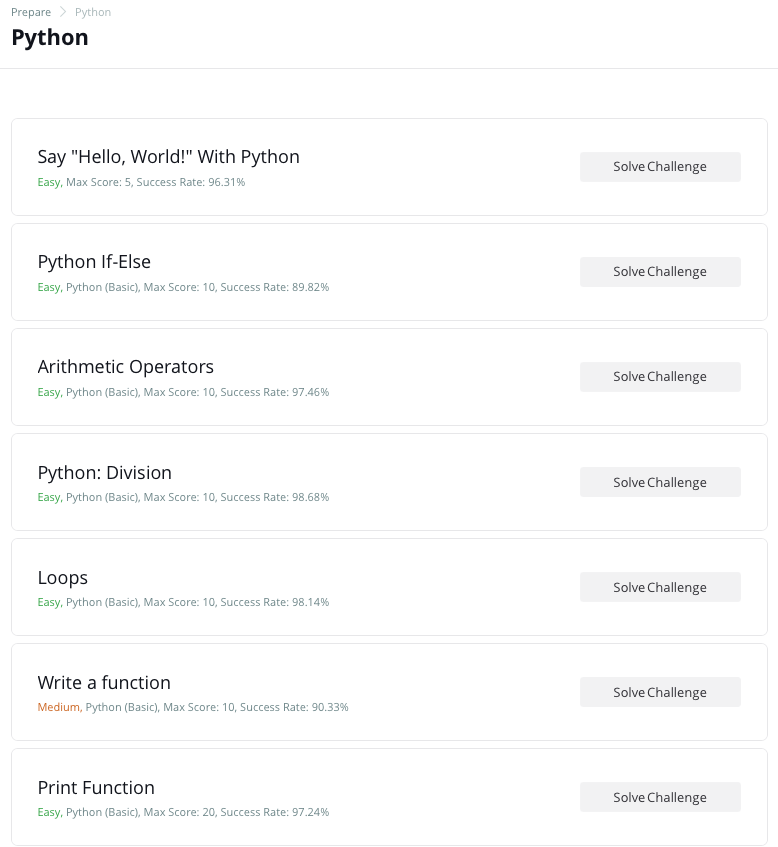 Prepare > Python
Python
Say "Hello, World!" With Python
Easy, Max Score: 5, Success Rate: 96.31%
Solve Challenge
Python If-Else
Easy, Python (Basic), Max Score: 10, Success Rate: 89.82%
Solve Challenge
Arithmetic Operators
Easy, Python (Basic), Max Score: 10, Success Rate: 97.46%
Solve Challenge
Python: Division
Easy, Python (Basic), Max Score: 10, Success Rate: 98.68%
Solve Challenge
Loops
Easy, Python (Basic), Max Score: 10, Success Rate: 98.14%
Solve Challenge
Write a function
Medium, Python (Basic), Max Score: 10, Success Rate: 90.33%
Solve Challenge
Print Function
Easy, Python (Basic), Max Score: 20, Success Rate: 97.24%
Solve Challenge